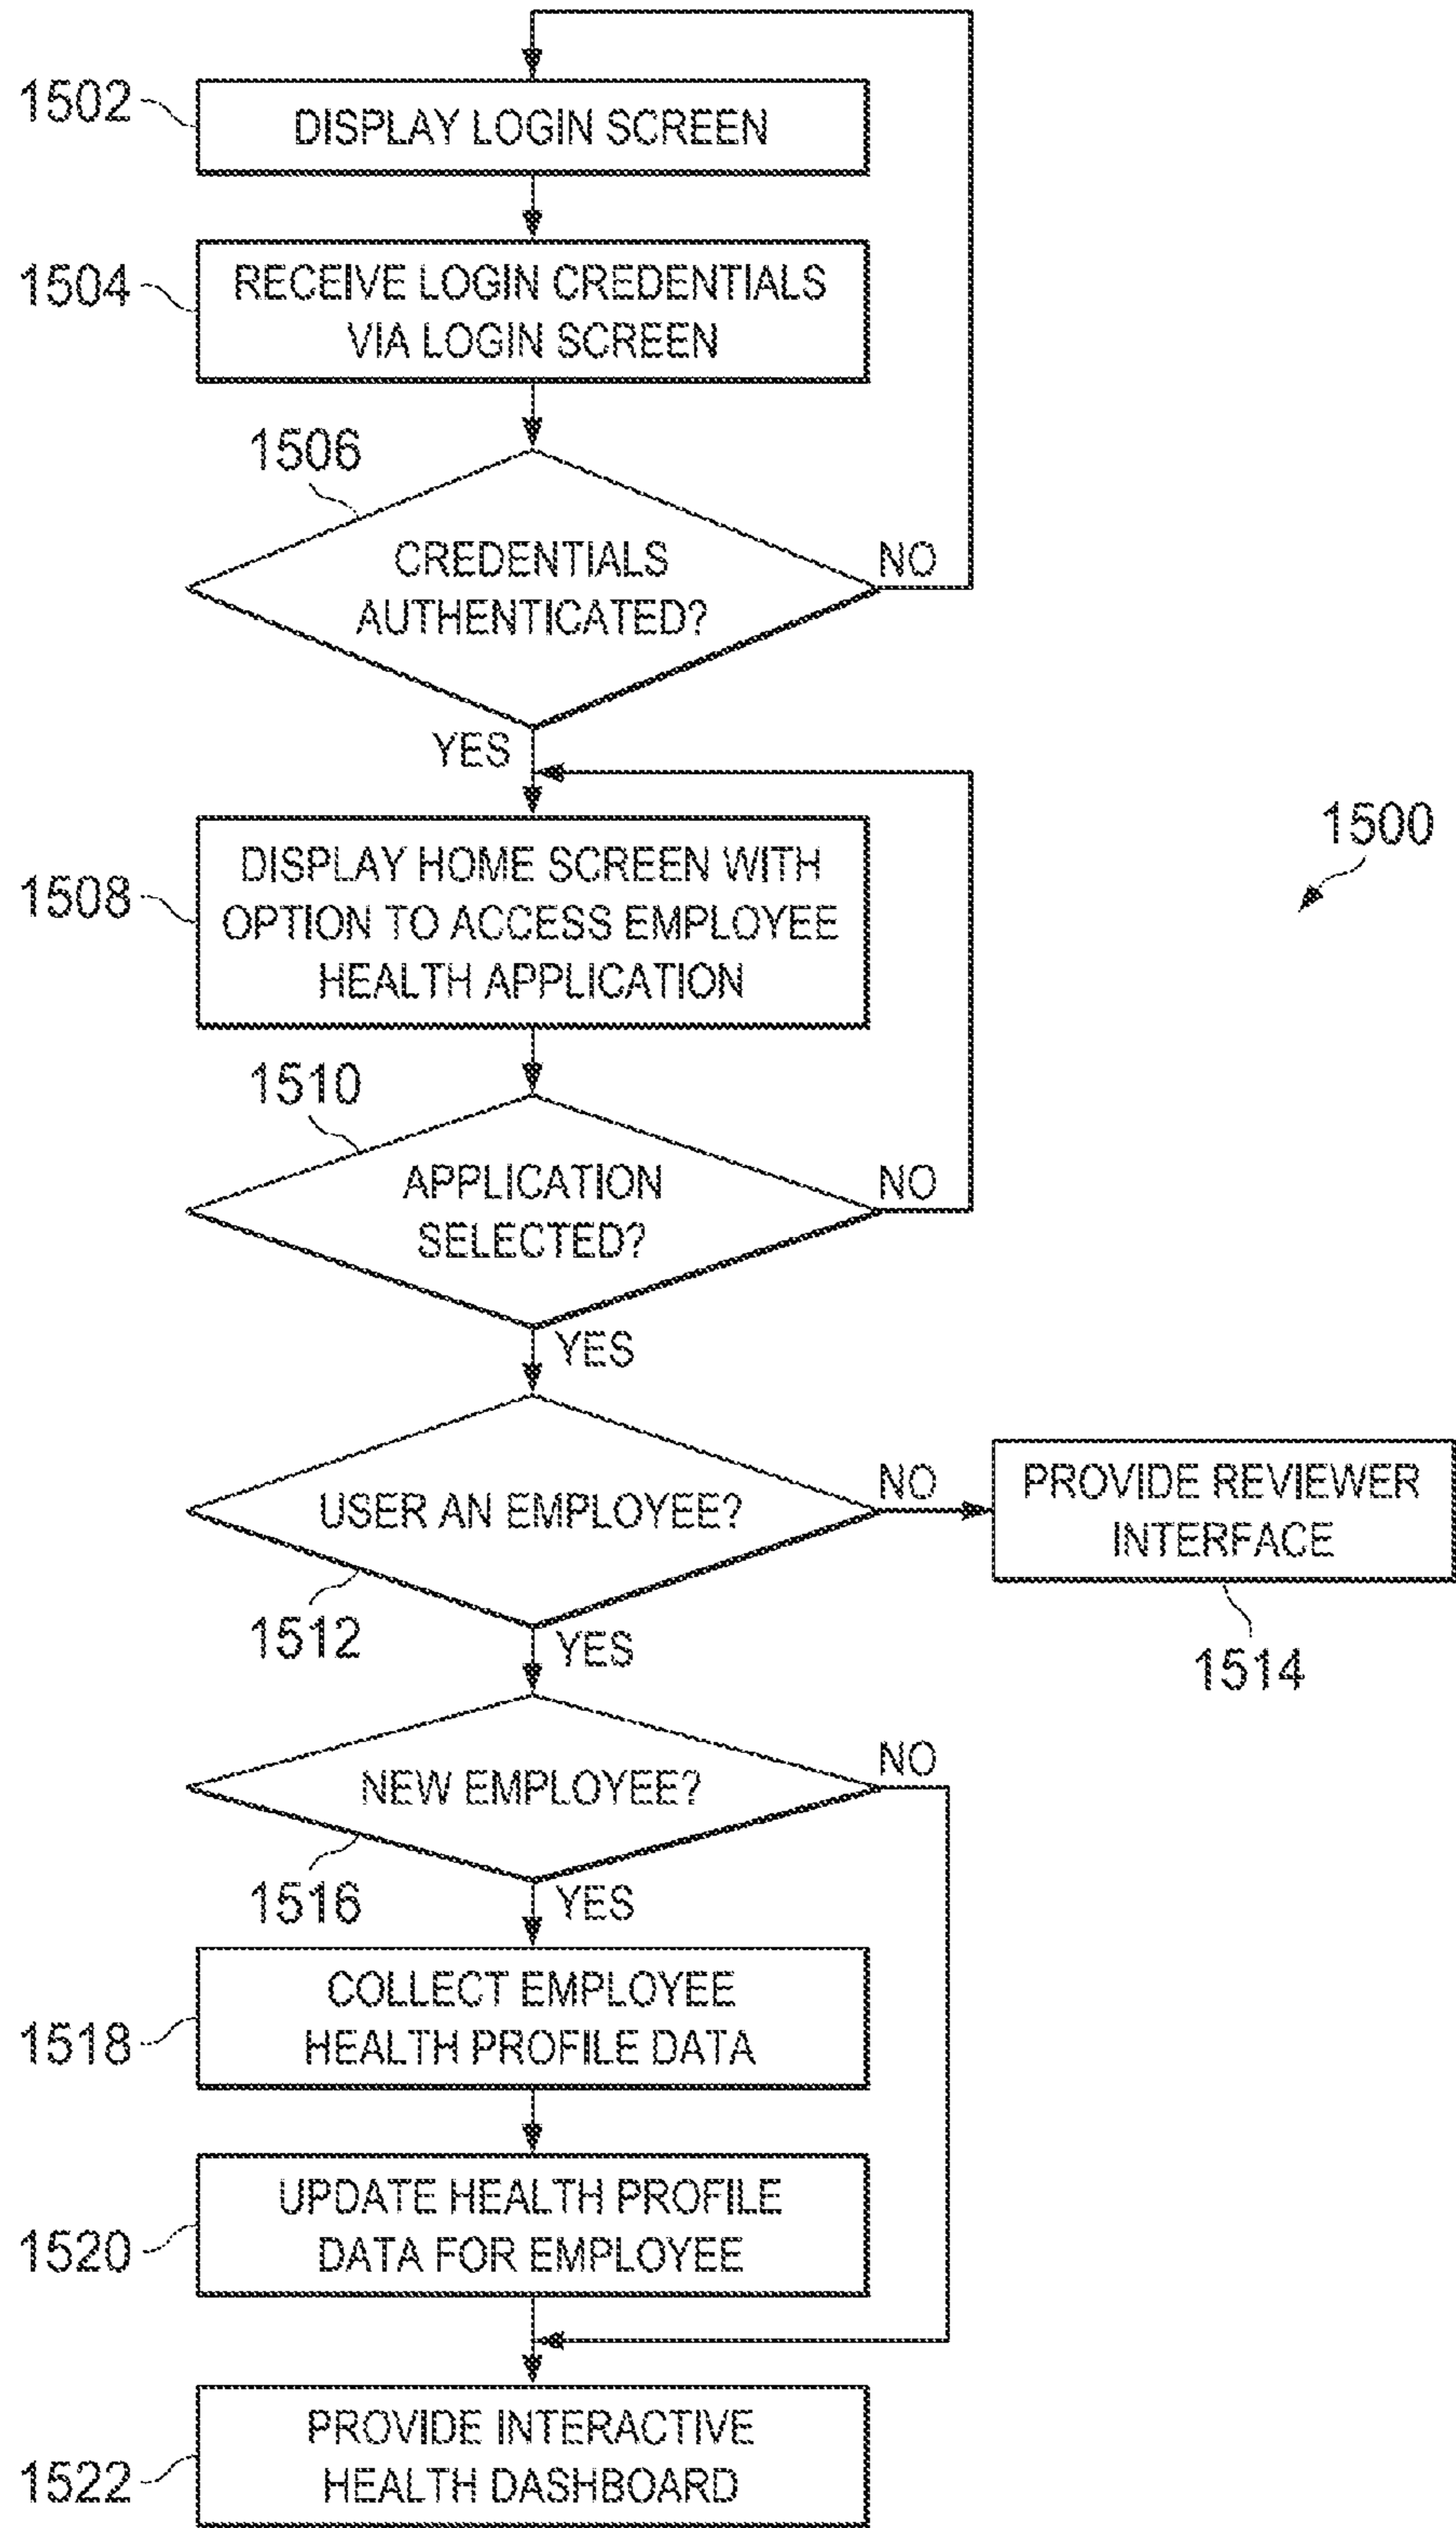 1502
DISPLAY LOGIN SCREEN
1504
RECEIVE LOGIN CREDENTIALS
VIA LOGIN SCREEN
1506
CREDENTIALS
AUTHENTICATED?
NO
YES
1500
1508
DISPLAY HOME SCREEN WITH
OPTION TO ACCESS EMPLOYEE
HEALTH APPLICATION
1510
APPLICATION
SELECTED?
NO
YES
USER AN EMPLOYEE?
NO
PROVIDE REVIEWER
INTERFACE
1512
YES
1514
NEW EMPLOYEE?
NO
1516
YES
1518
COLLECT EMPLOYEE
HEALTH PROFILE DATA
1520
UPDATE HEALTH PROFILE
DATA FOR EMPLOYEE
1522
PROVIDE INTERACTIVE
HEALTH DASHBOARD